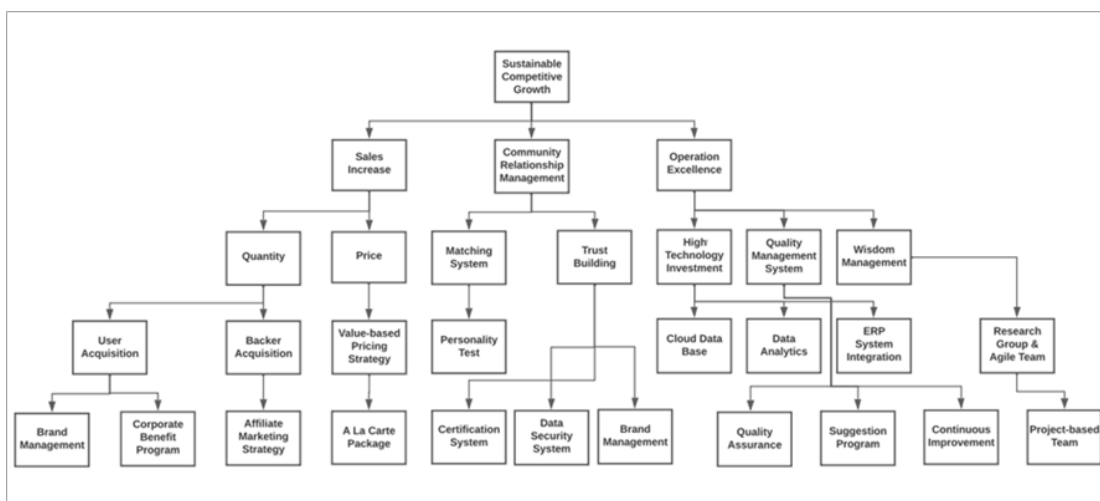 Sustainable
Competitive
Growth
Sales
Increase
Community
Relationship
Management
Operation
Excellence
Quantity
Price
Matching
System
Trust
Building
High
Technology
Investment
Quality
Management
System
Wisdom
Management
User
Acquisition
Backer
Acquisition
Value-based
Pricing
Strategy
Personality
Test
Cloud Data
Base
Data
Analytics
ERP
System
Integration
Research
Group &
Agile Team
Brand
Management
Corporate
Benefit
Program
Affiliate
Marketing
Strategy
A La Carte
Package
Certification
System
Data
Security
System
Brand
Management
Quality
Assurance
Suggestion
Program
Continuous
Improvement
Project-based
Team